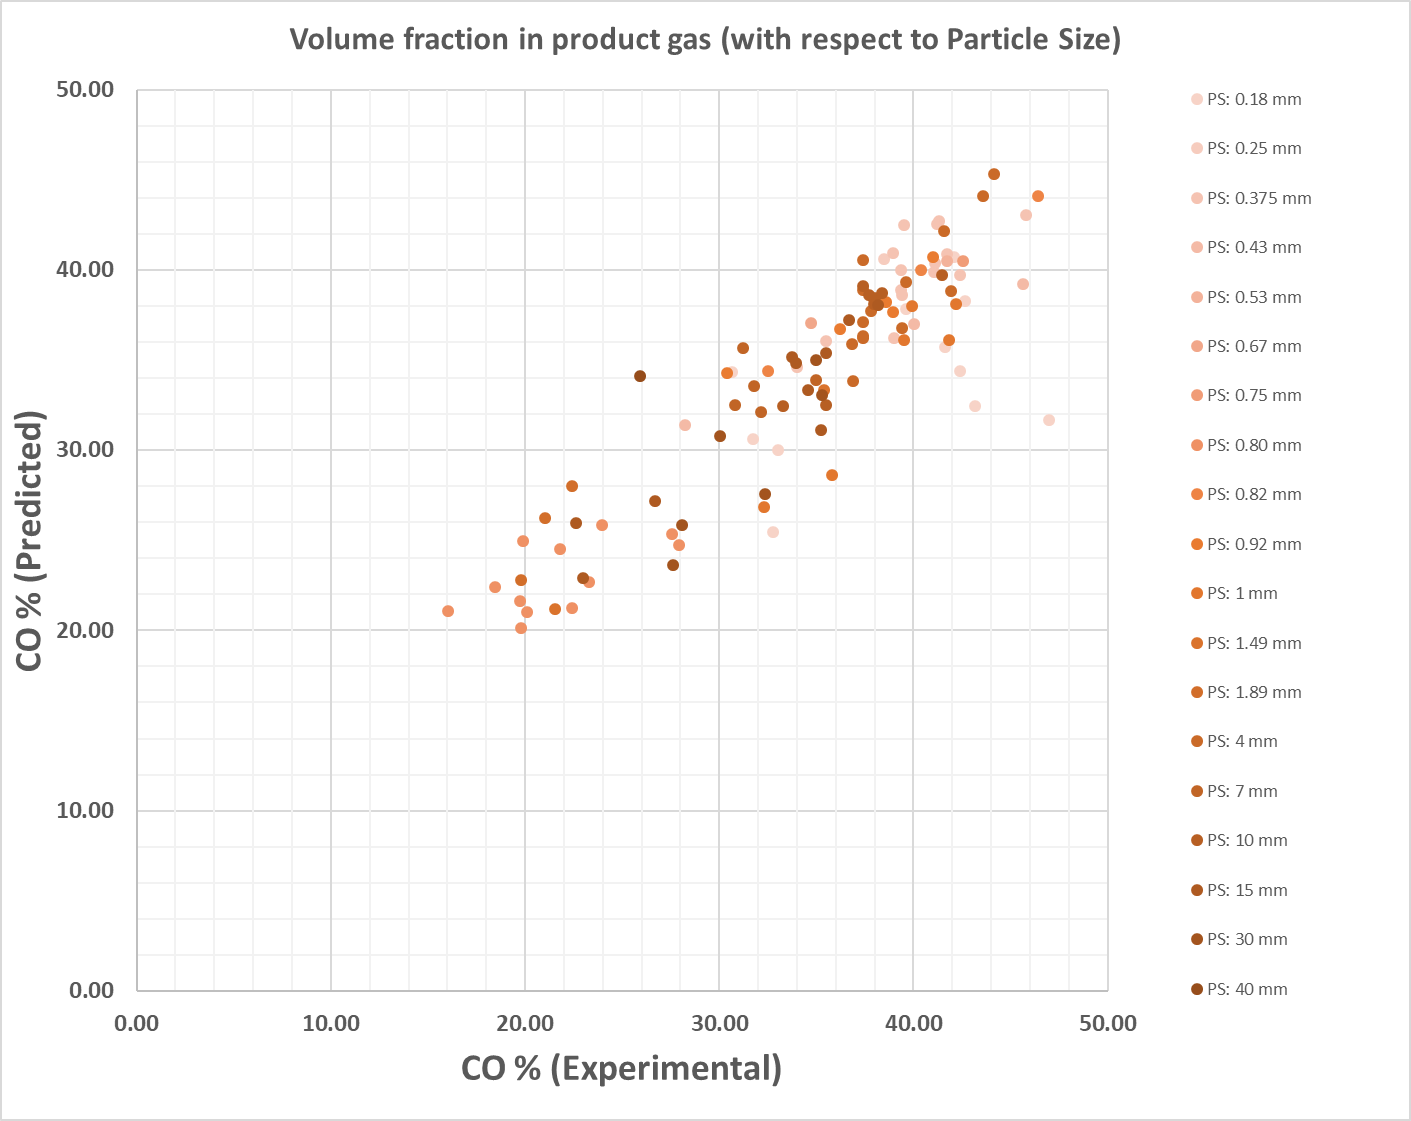 Volume fraction in product gas (with respect to Particle Size)
50.00
40.00
30.00
20.00
10.00
0.00
CO % (Predicted)
0.00 10.00 20.00 30.00 40.00 50.00
CO % (Experimental)
PS: 0.18 mm
PS: 0.25 mm
PS: 0.375 mm
PS: 0.43 mm
PS: 0.53 mm
PS: 0.67 mm
PS: 0.75 mm
PS: 0.80 mm
PS: 0.82 mm
PS: 0.92 mm
PS: 1 mm
PS: 1.49 mm
PS: 1.89 mm
PS: 4 mm
PS: 7 mm
PS: 10 mm
PS: 15 mm
PS: 30 mm
PS: 40 mm